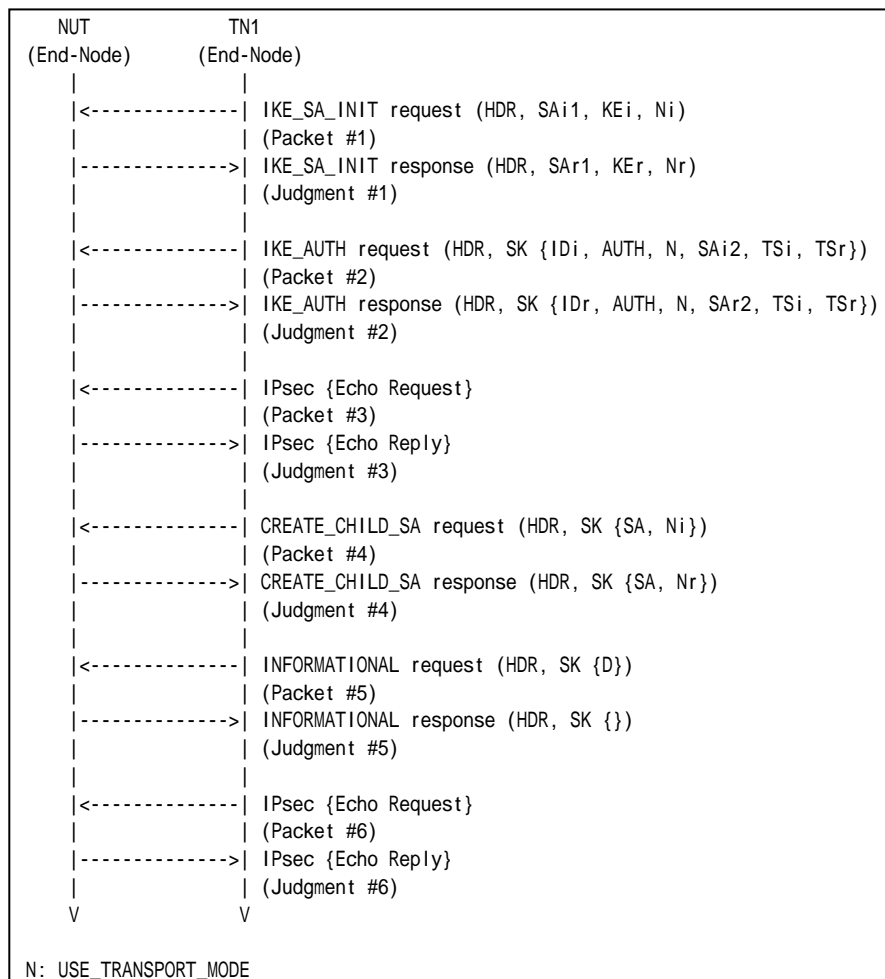 NUT TN1
(End-Node) (End-Node)
| |
|<--------------| IKE_SA_INIT request (HDR, SAi1, KEi, Ni)
| | (Packet #1)
|-------------->| IKE_SA_INIT response (HDR, SAr1, KEr, Nr)
| | (Judgment #1)
| |
|<--------------| IKE_AUTH request (HDR, SK {IDi, AUTH, N, SAi2, TSi, TSr})
| | (Packet #2)
|-------------->| IKE_AUTH response (HDR, SK {IDr, AUTH, N, SAr2, TSi, TSr})
| | (Judgment #2)
| |
|<--------------| IPsec {Echo Request}
| | (Packet #3)
|-------------->| IPsec {Echo Reply}
| | (Judgment #3)
| |
|<--------------| CREATE_CHILD_SA request (HDR, SK {SA, Ni})
| | (Packet #4)
|-------------->| CREATE_CHILD_SA response (HDR, SK {SA, Nr})
| | (Judgment #4)
| |
|<--------------| INFORMATIONAL request (HDR, SK {D})
| | (Packet #5)
|-------------->| INFORMATIONAL response (HDR, SK {})
| | (Judgment #5)
| |
|<--------------| IPsec {Echo Request}
| | (Packet #6)
|-------------->| IPsec {Echo Reply}
| | (Judgment #6)
V V
N: USE_TRANSPORT_MODE